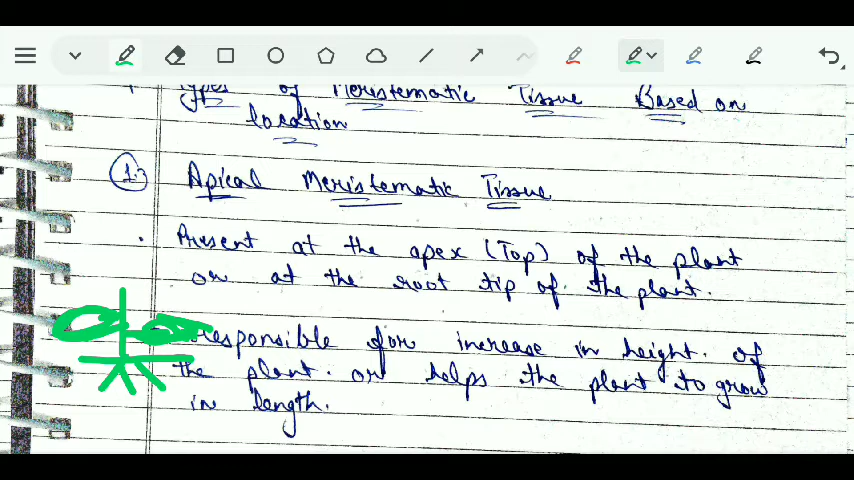 Types of Meristematic Tissue Based on
location
1.) Apical Meristematic Tissue
. Present at the apex (Top) of the plant
or at the root tip of the plant.
responsible for increase in height. of
the plant. or helps the plant to grow
in length.